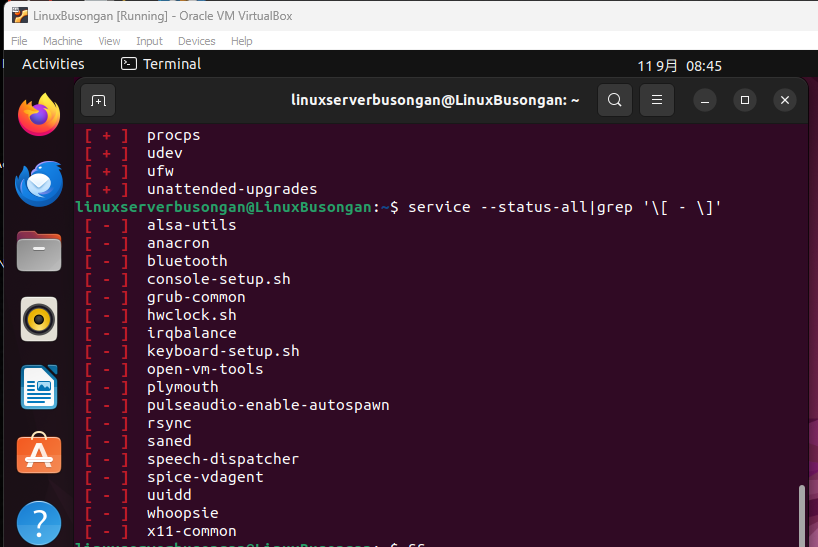 LinuxBusongan [Running] - Oracle VM VirtualBox
File Machine View Input Devices Help
Activities Terminal 11 9月 08:45
linuxserverbusongan@LinuxBusongan: ~
[ + ] procps
[ + ] udev
[ + ] ufw
[ + ] unattended-upgrades
linuxserverbusongan@LinuxBusongan:~$ service --status-all|grep '\[ - \]'
[ - ] alsa-utils
[ - ] anacron
[ - ] bluetooth
[ - ] console-setup.sh
[ - ] grub-common
[ - ] hwclock.sh
[ - ] irqbalance
[ - ] keyboard-setup.sh
[ - ] open-vm-tools
[ - ] plymouth
[ - ] pulseaudio-enable-autospawn
[ - ] rsync
[ - ] saned
[ - ] speech-dispatcher
[ - ] spice-vdagent
[ - ] uuidd
[ - ] whoopsie
[ - ] x11-common
linuxserverbusongan@LinuxBusongan:~$